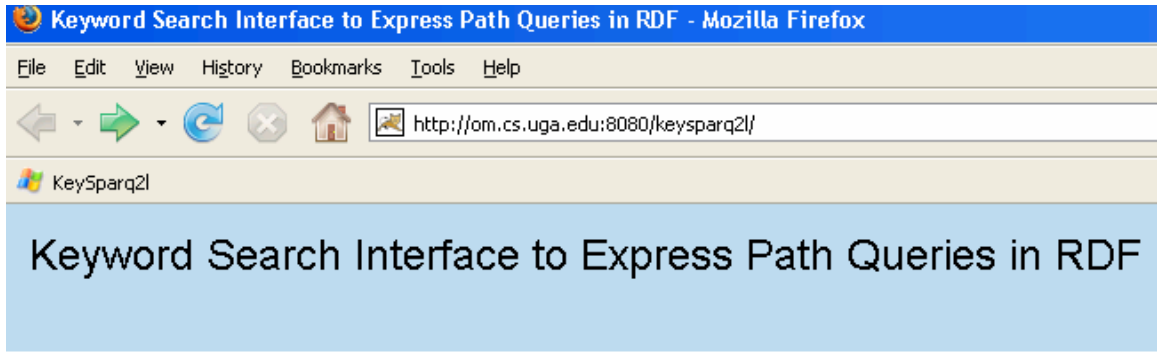 Keyword Search Interface to Express Path Queries in RDF - Mozilla Firefox
File Edit View History Bookmarks Tools Help
http://om.cs.uga.edu:8080/keysparq2l/
KeySparq2l
Keyword Search Interface to Express Path Queries in RDF